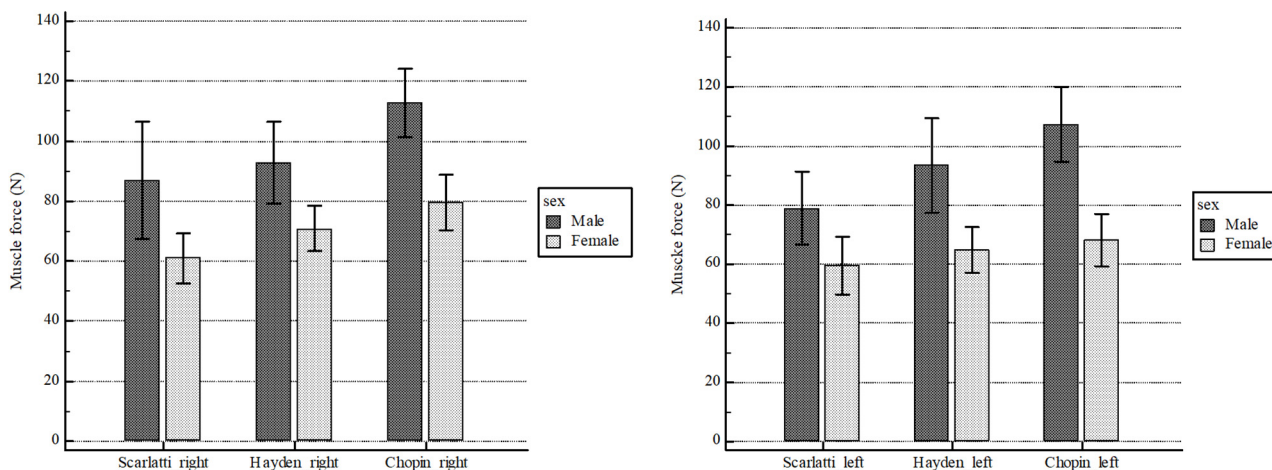 Muscle force (N)
140
120
100
80
60
40
20
0
Scarlatti right
Hayden right
Chopin right
sex
Male
Female
Muscke force (N)
140
120
100
80
60
40
20
0
Scarlatti left
Hayden left
Chopin left
sex
Male
Female